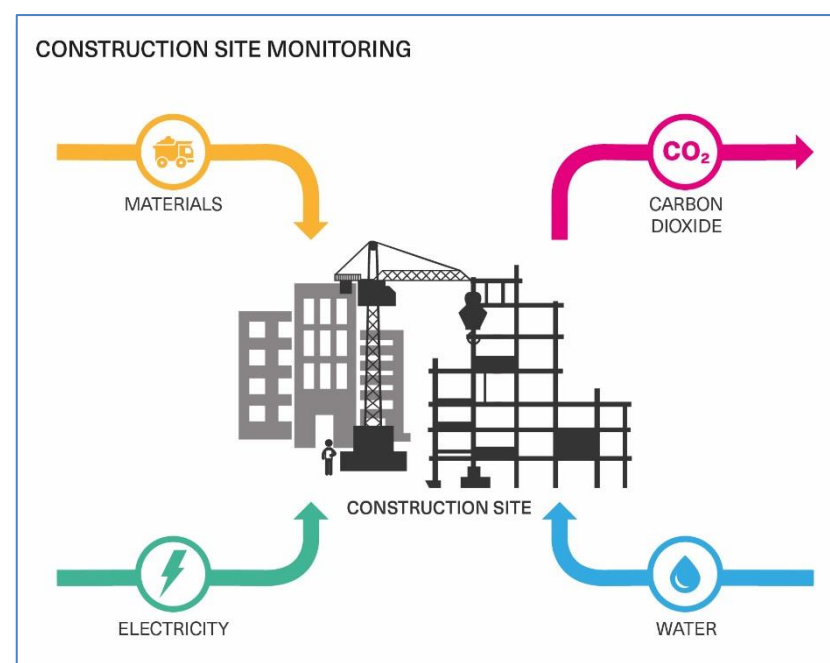 CONSTRUCTION SITE MONITORING
MATERIALS
CO₂
CARBON
DIOXIDE
CONSTRUCTION SITE
ELECTRICITY
WATER